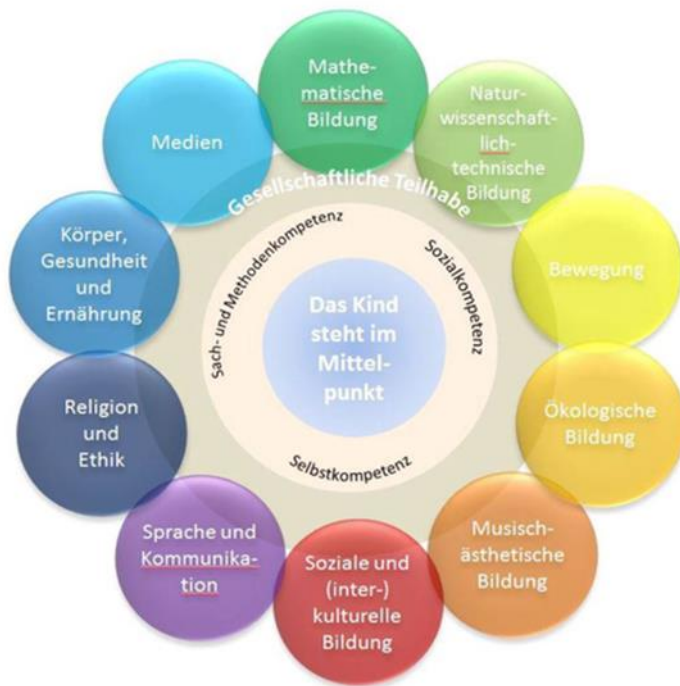 Mathe-
matische
Bildung
Natur-
wissenschaft-
lich-
technische
Bildung
Bewegung
Ökologische
Bildung
Musisch-
ästhetische
Bildung
Soziale und
(inter-)
kulturelle
Bildung
Sprache und
Kommunika-
tion
Religion
und
Ethik
Körper,
Gesundheit
und
Ernährung
Medien
Gesellschaftliche Teilhabe
Sach- und Methodenkompetenz
Sozialkompetenz
Selbstkompetenz
Das Kind
steht im
Mittel-
punkt